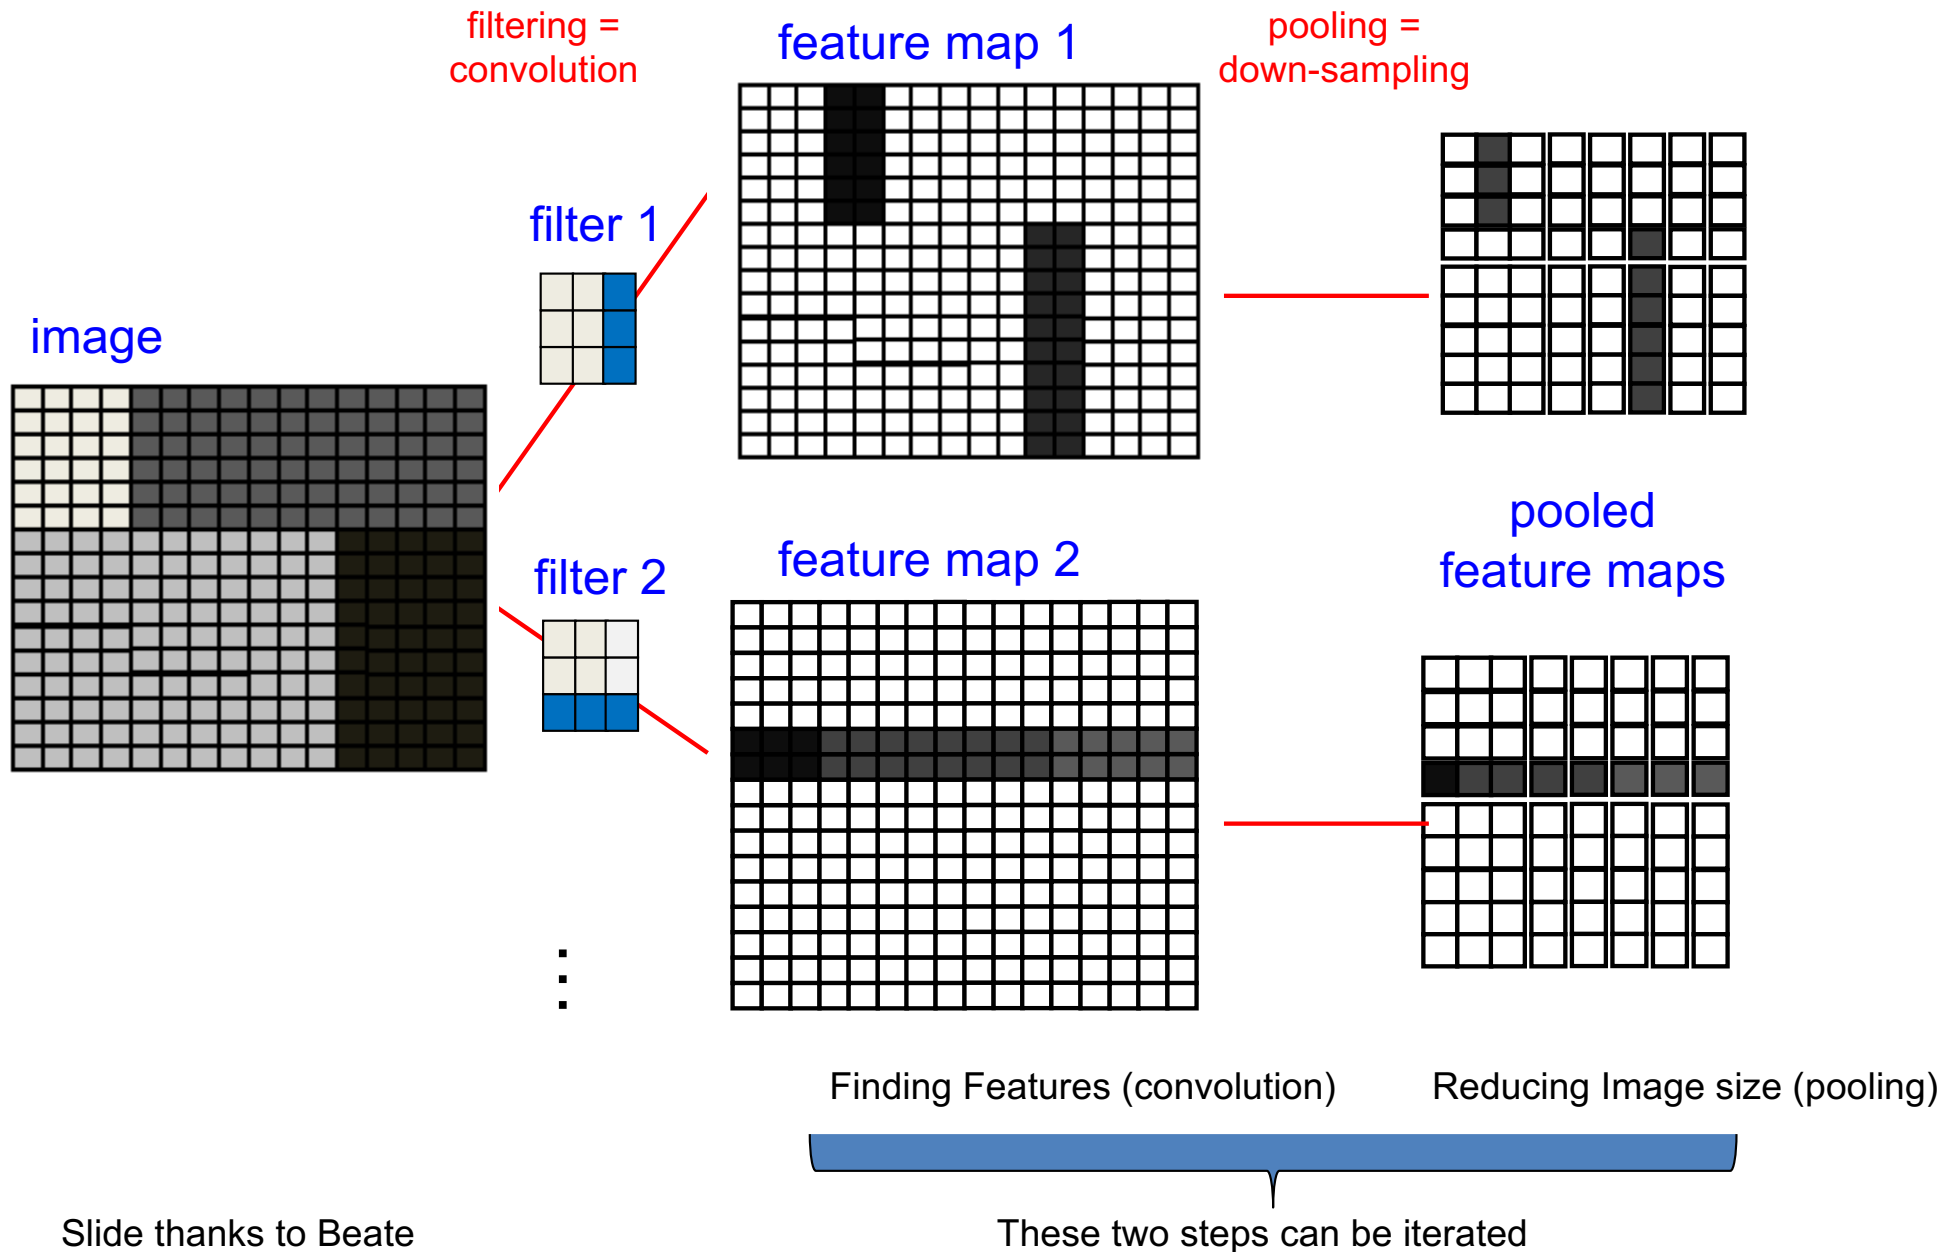 filtering =
convolution
feature map 1
pooling =
down-sampling
filter 1
image
filter 2
feature map 2
pooled
feature maps
⋮
Finding Features (convolution)
Reducing Image size (pooling)
Slide thanks to Beate
These two steps can be iterated